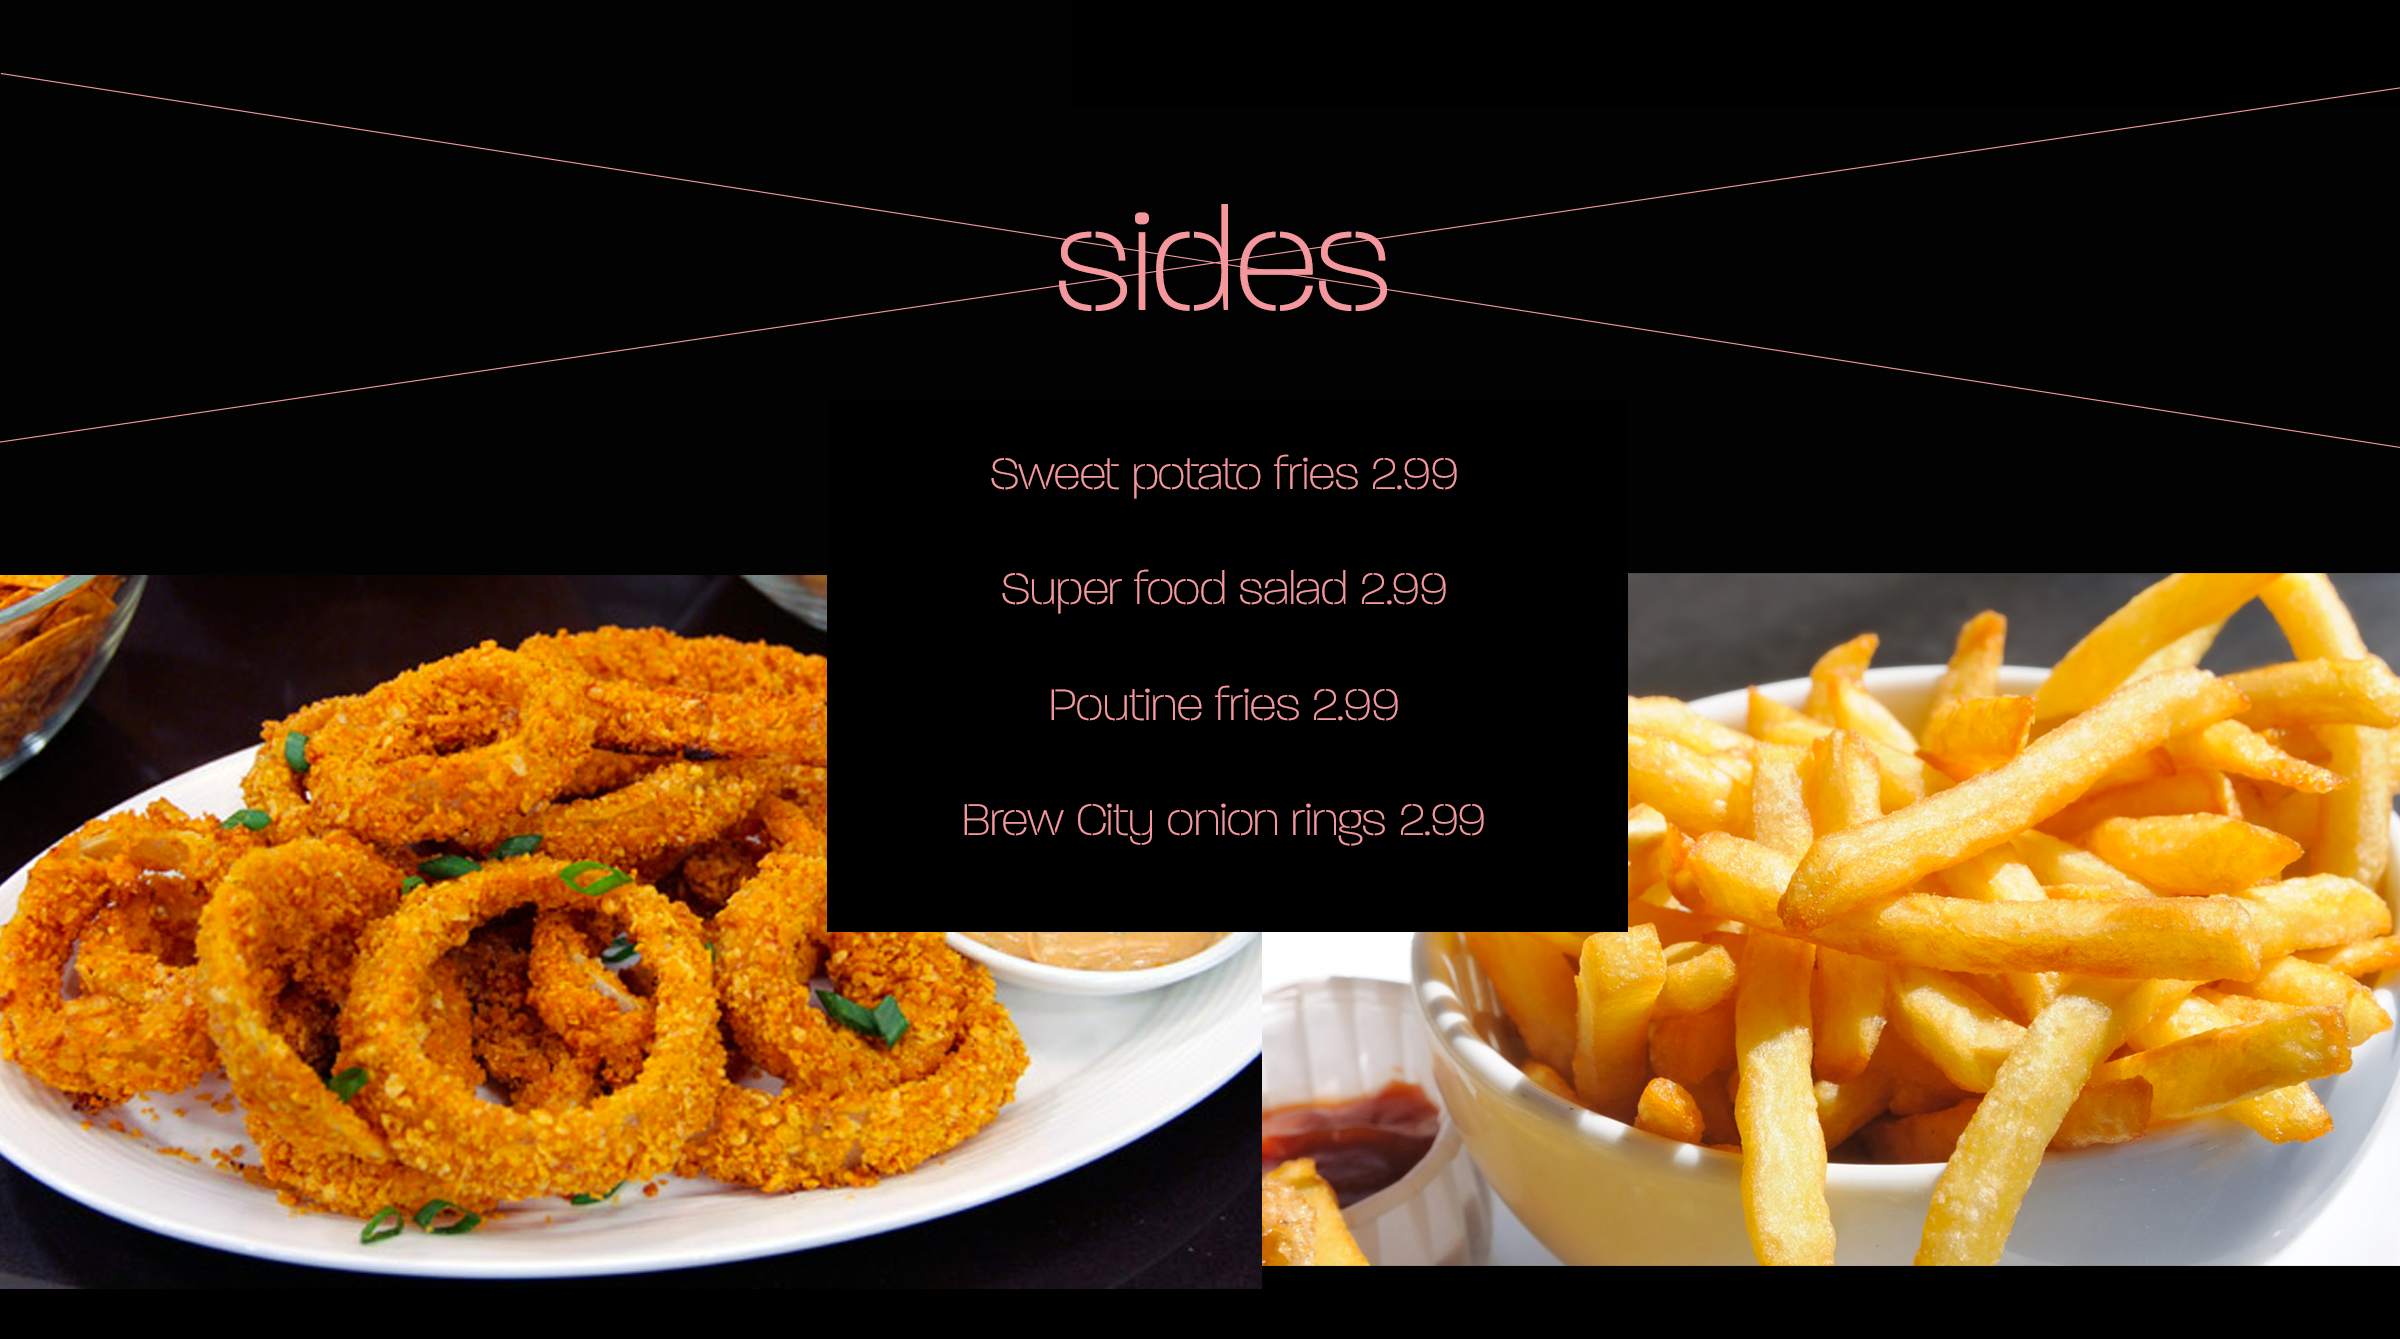 sides
Sweet potato fries 2.99
Super food salad 2.99
Poutine fries 2.99
Brew City onion rings 2.99